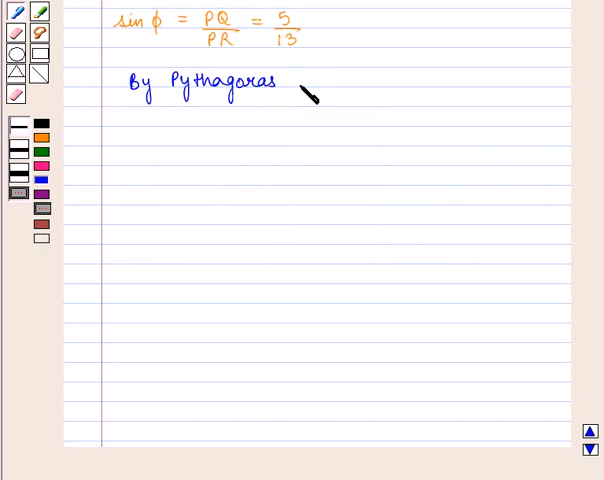 sin φ = PQ/PR = 5/13
By Pythagoras